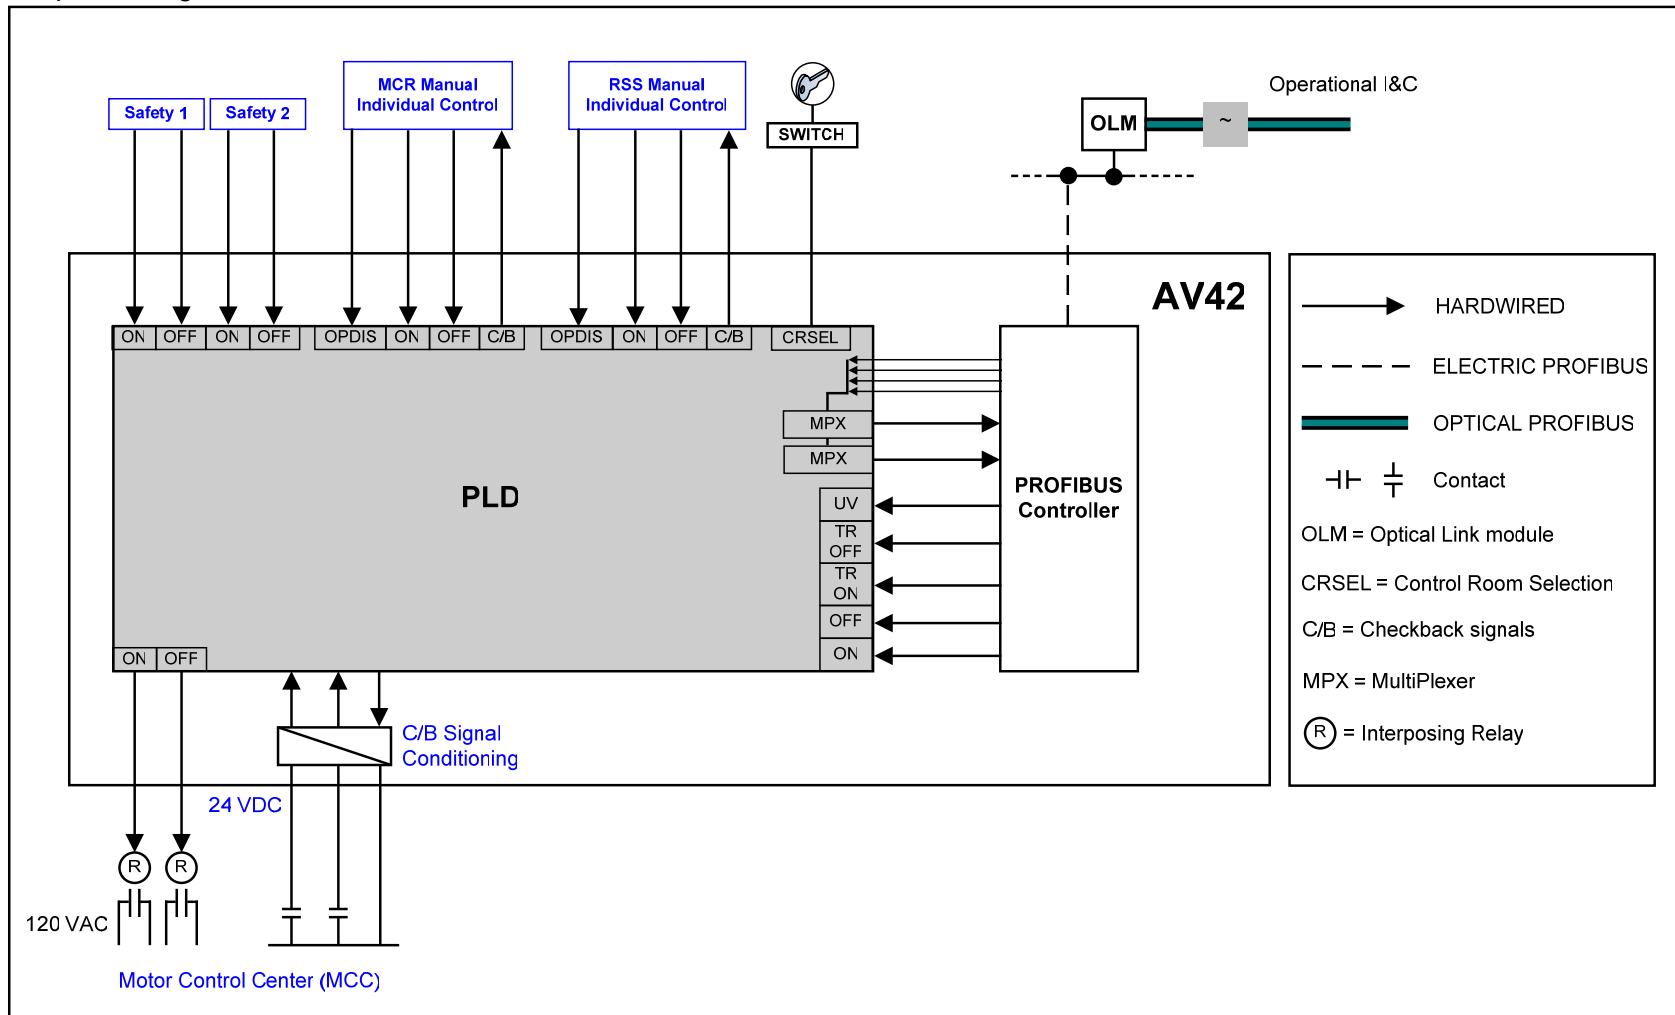 Operational I&C
MCR Manual
Individual Control
RSS Manual
Individual Control
Safety 1
Safety 2
SWITCH
OLM
~
AV42
ON
OFF
ON
OFF
OPDIS
ON
OFF
C/B
OPDIS
ON
OFF
C/B
CRSEL
MPX
MPX
PLD
UV
TR
OFF
TR
ON
OFF
ON
PROFIBUS
Controller
ON
OFF
C/B Signal
Conditioning
24 VDC
R
R
120 VAC
Motor Control Center (MCC)
HARDWIRED
ELECTRIC PROFIBUS
OPTICAL PROFIBUS
Contact
OLM = Optical Link module
CRSEL = Control Room Selection
C/B = Checkback signals
MPX = MultiPlexer
R = Interposing Relay